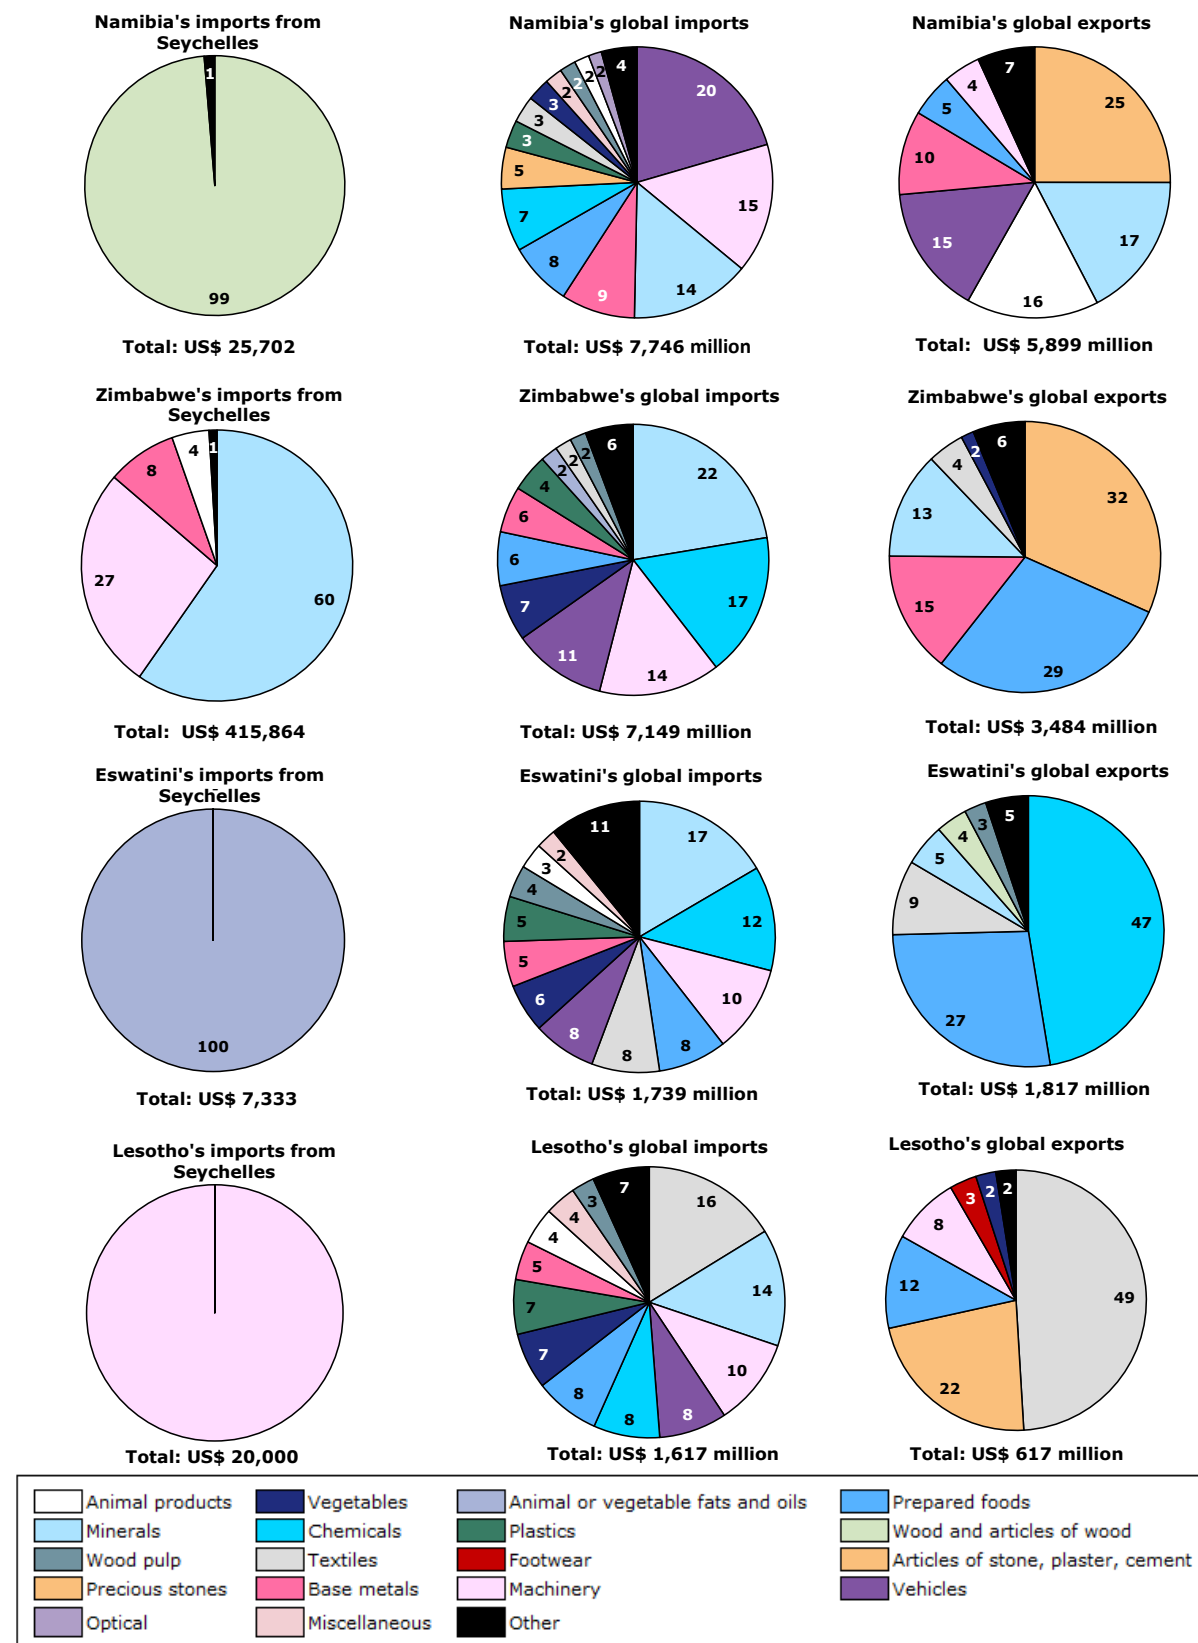 Namibia's imports from
Seychelles
1
99
Total: US$ 25,702
Namibia's global imports
20
15
14
9
8
7
5
3
3
3
2
2
2
2
4
Total: US$ 7,746 million
Namibia's global exports
25
17
16
15
10
5
4
7
Total: US$ 5,899 million
Zimbabwe's imports from
Seychelles
60
27
8
4
1
Total: US$ 415,864
Zimbabwe's global imports
22
17
14
11
7
6
6
4
2
2
2
6
Total: US$ 7,149 million
Zimbabwe's global exports
32
29
15
13
4
2
6
Total: US$ 3,484 million
Eswatini's imports from
Seychelles
100
Total: US$ 7,333
Eswatini's global imports
17
12
10
8
8
8
6
5
5
4
3
2
11
Total: US$ 1,739 million
Eswatini's global exports
47
27
9
5
4
3
5
Total: US$ 1,817 million
Lesotho's imports from
Seychelles
Total: US$ 20,000
Lesotho's global imports
16
14
10
8
8
8
7
7
5
4
4
3
7
Total: US$ 1,617 million
Lesotho's global exports
49
22
12
8
3
2
2
Total: US$ 617 million
Animal products
Vegetables
Animal or vegetable fats and oils
Prepared foods
Minerals
Chemicals
Plastics
Wood and articles of wood
Wood pulp
Textiles
Footwear
Articles of stone, plaster, cement
Precious stones
Base metals
Machinery
Vehicles
Optical
Miscellaneous
Other